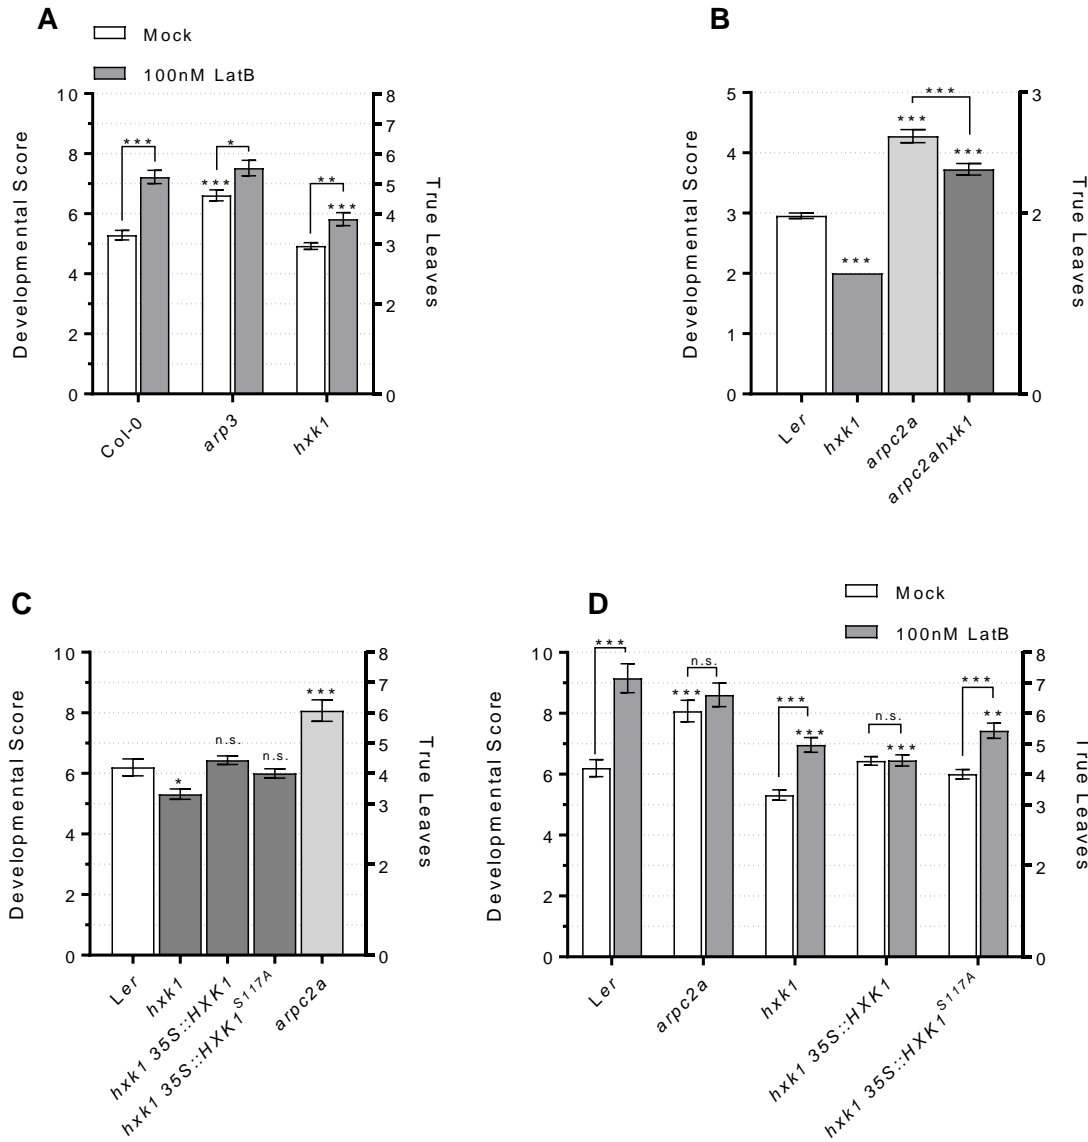 A
Mock
100nM LatB
Developmental Score
10
8
6
4
2
0
***
***
*
**
***
8
7
6
5
4
3
2
0
True Leaves
Col-0
arp3
hxk1
B
Developmental Score
5
4
3
2
1
0
***
***
***
***
3
2
0
True Leaves
Ler
hxk1
arpc2a
arpc2ahxk1
C
Developmental Score
10
8
6
4
2
0
*
n.s.
n.s.
***
8
7
6
5
4
3
2
0
True Leaves
Ler
hxk1
hxk1 35S::HXK1
hxk1 35S::HXK1^S117A
arpc2a
D
Mock
100nM LatB
Developmental Score
10
8
6
4
2
0
***
***
n.s.
***
***
n.s.
***
***
**
8
7
6
5
4
3
2
0
True Leaves
Ler
arpc2a
hxk1
hxk1 35S::HXK1
hxk1 35S::HXK1^S117A